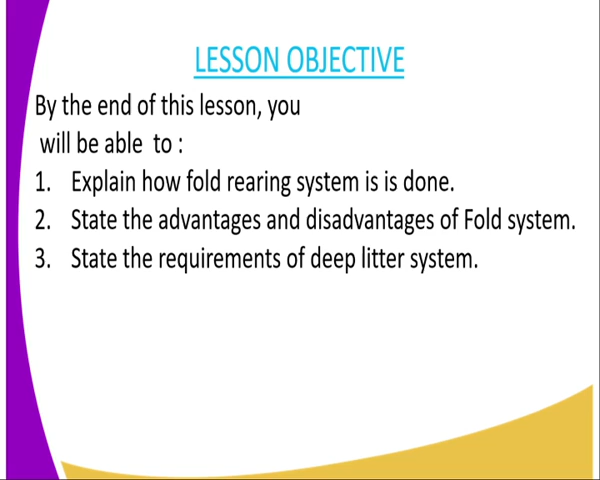 LESSON OBJECTIVE
By the end of this lesson, you
will be able to :
1. Explain how fold rearing system is is done.
2. State the advantages and disadvantages of Fold system.
3. State the requirements of deep litter system.